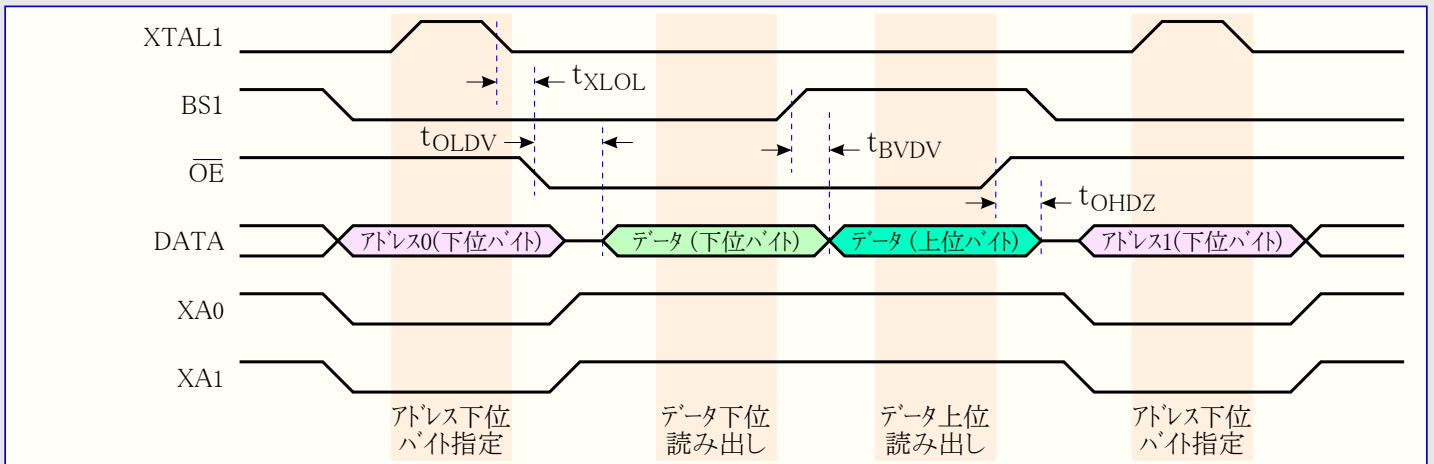 XTAL1
tXLOL
BS1
tOLDV
tBVDV
OE
tOHDZ
DATA
アドレス0(下位バイト)
データ (下位バイト)
データ (上位バイト)
アドレス1(下位バイト)
XA0
XA1
アドレス下位
バイト指定
データ下位
読み出し
データ上位
読み出し
アドレス下位
バイト指定